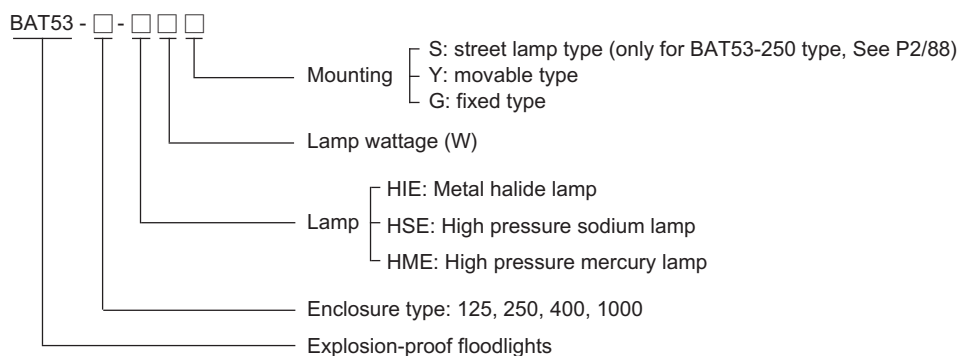 BAT53 - □ - □ □ □
S: street lamp type (only for BAT53-250 type, See P2/88)
Mounting
Y: movable type
G: fixed type
Lamp wattage (W)
HIE: Metal halide lamp
Lamp
HSE: High pressure sodium lamp
HME: High pressure mercury lamp
Enclosure type: 125, 250, 400, 1000
Explosion-proof floodlights